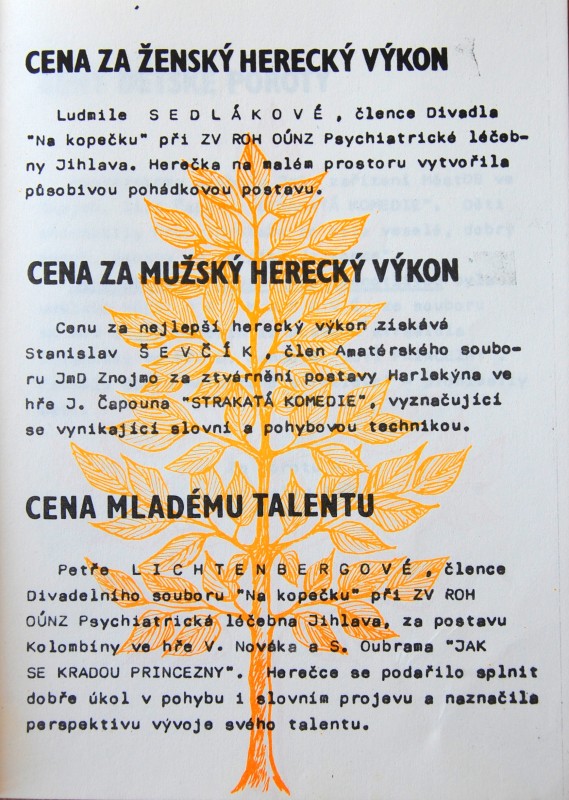 CENA ZA ŽENSKÝ HERECKÝ VÝKON
Ludmile S E D L Á K O V É , člence Divadla
"Na kopečku" při ZV ROH OÚNZ Psychiatrické léčeb-
ny Jihlava. Herečka na malém prostoru vytvořila
působivou pohádkovou postavu.
CENA ZA MUŽSKÝ HERECKÝ VÝKON
Cenu za nejlepší herecký výkon získává
Stanislav Š E V Č Í K , člen Amatérského soubo-
ru JmD Znojmo za ztvárnění postavy Harlekýna ve
hře J. Čapouna "STRAKATÁ KOMEDIE", vyznačující
se vynikající slovní a pohybovou technikou.
CENA MLADÉMU TALENTU
Petře L I C H T E N B E R G O V É , člence
Divadelního souboru "Na kopečku" při ZV ROH
OÚNZ Psychiatrická léčebna Jihlava, za postavu
Kolombíny ve hře V. Nováka a S. Oubrama "JAK
SE KRADOU PRINCEZNY". Herečce se podařilo splnit
dobře úkol v pohybu i slovním projevu a naznačila
perspektivu vývoje svého talentu.